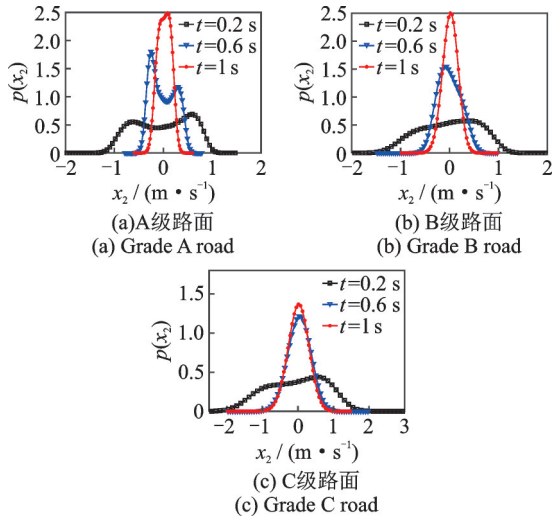 t=0.2 s
t=0.6 s
t=1 s
p(x₂)
2.5
2.0
1.5
1.0
0.5
0
−2 −1 0 1 2
x₂ / (m • s⁻¹)
(a)A级路面
(a) Grade A road
t=0.2 s
t=0.6 s
t=1 s
p(x₂)
2.5
2.0
1.5
1.0
0.5
0
−2 −1 0 1 2
x₂ / (m • s⁻¹)
(b) B级路面
(b) Grade B road
t=0.2 s
t=0.6 s
t=1 s
p(x₂)
1.5
1.0
0.5
0
−2 −1 0 1 2 3
x₂ / (m • s⁻¹)
(c) C级路面
(c) Grade C road